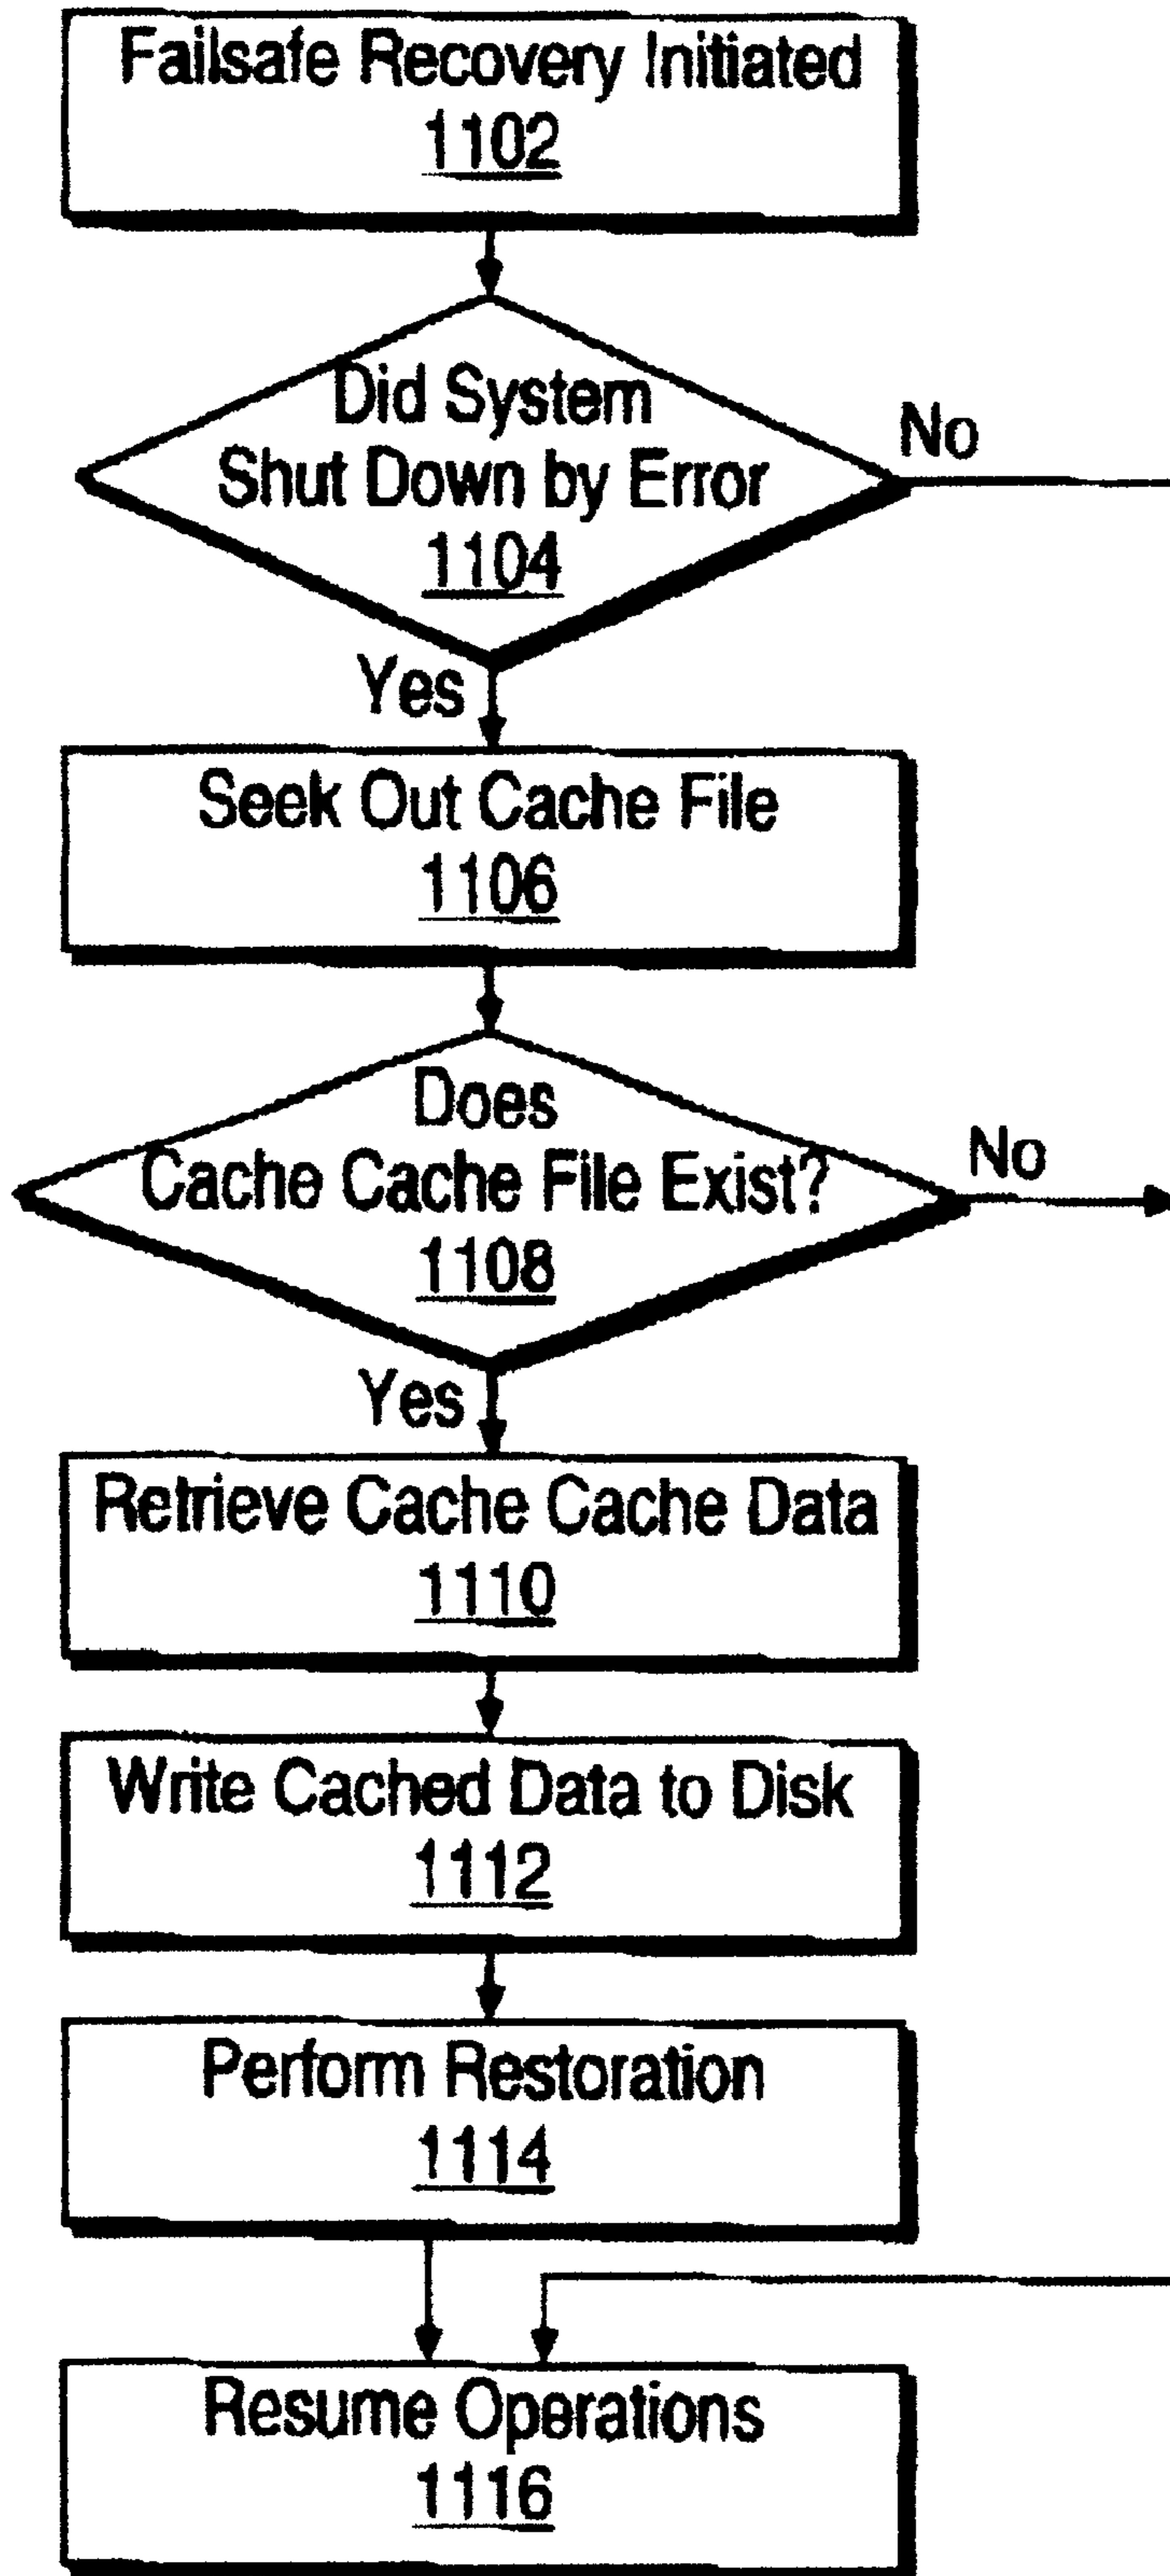 Failsafe Recovery Initiated
1102
Did System
Shut Down by Error
1104
No
Yes
Seek Out Cache File
1106
Does
Cache Cache File Exist?
1108
No
Yes
Retrieve Cache Cache Data
1110
Write Cached Data to Disk
1112
Perform Restoration
1114
Resume Operations
1116